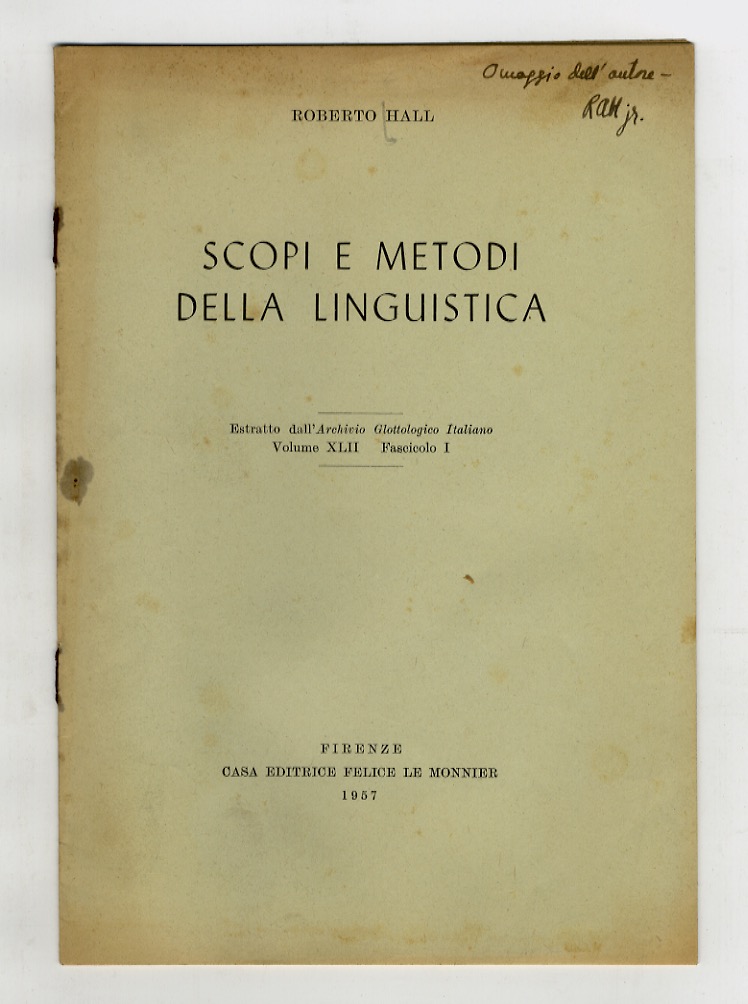 Omaggio dell'autore -
RAH jr.
ROBERTO HALL
SCOPI E METODI
DELLA LINGUISTICA
Estratto dall'Archivio Glottologico Italiano
Volume XLII Fascicolo I
FIRENZE
CASA EDITRICE FELICE LE MONNIER
1957